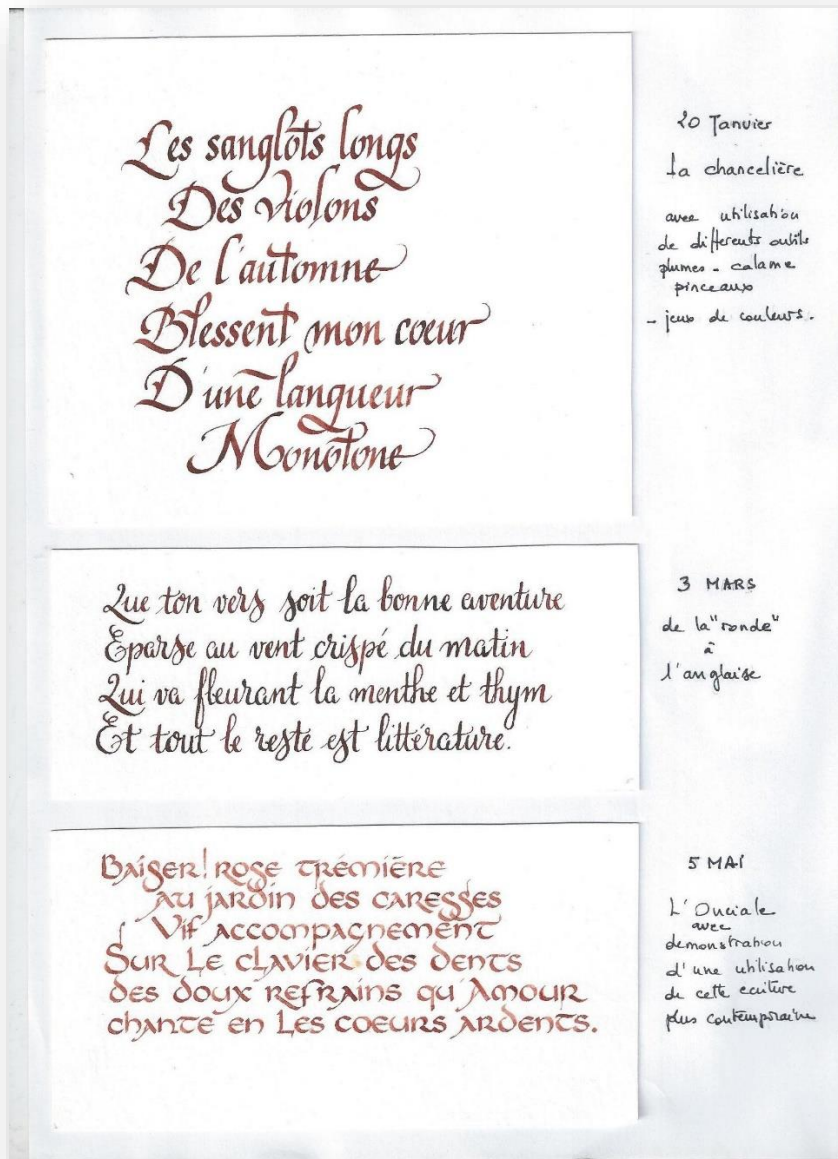 Les sanglots longs
Des violons
De l'automne
Blessent mon coeur
D'une langueur
Monotone
20 Janvier
La chancelière
avec utilisation
de differents outils
plumes - calame
pinceaux
- jeux de couleurs.
Que ton vers soit la bonne aventure
Eparse au vent crispé du matin
Qui va fleurant la menthe et thym
Et tout le reste est littérature.
3 MARS
de la "ronde"
à
l'anglaise
Baiser! rose trémière
au jardin des caresses
Vif accompagnement
Sur le clavier des dents
des doux refrains qu'Amour
chante en les coeurs ardents.
5 MAI
L'Onciale
avec
demonstration
d'une utilisation
de cette ecriture
plus contemporaine